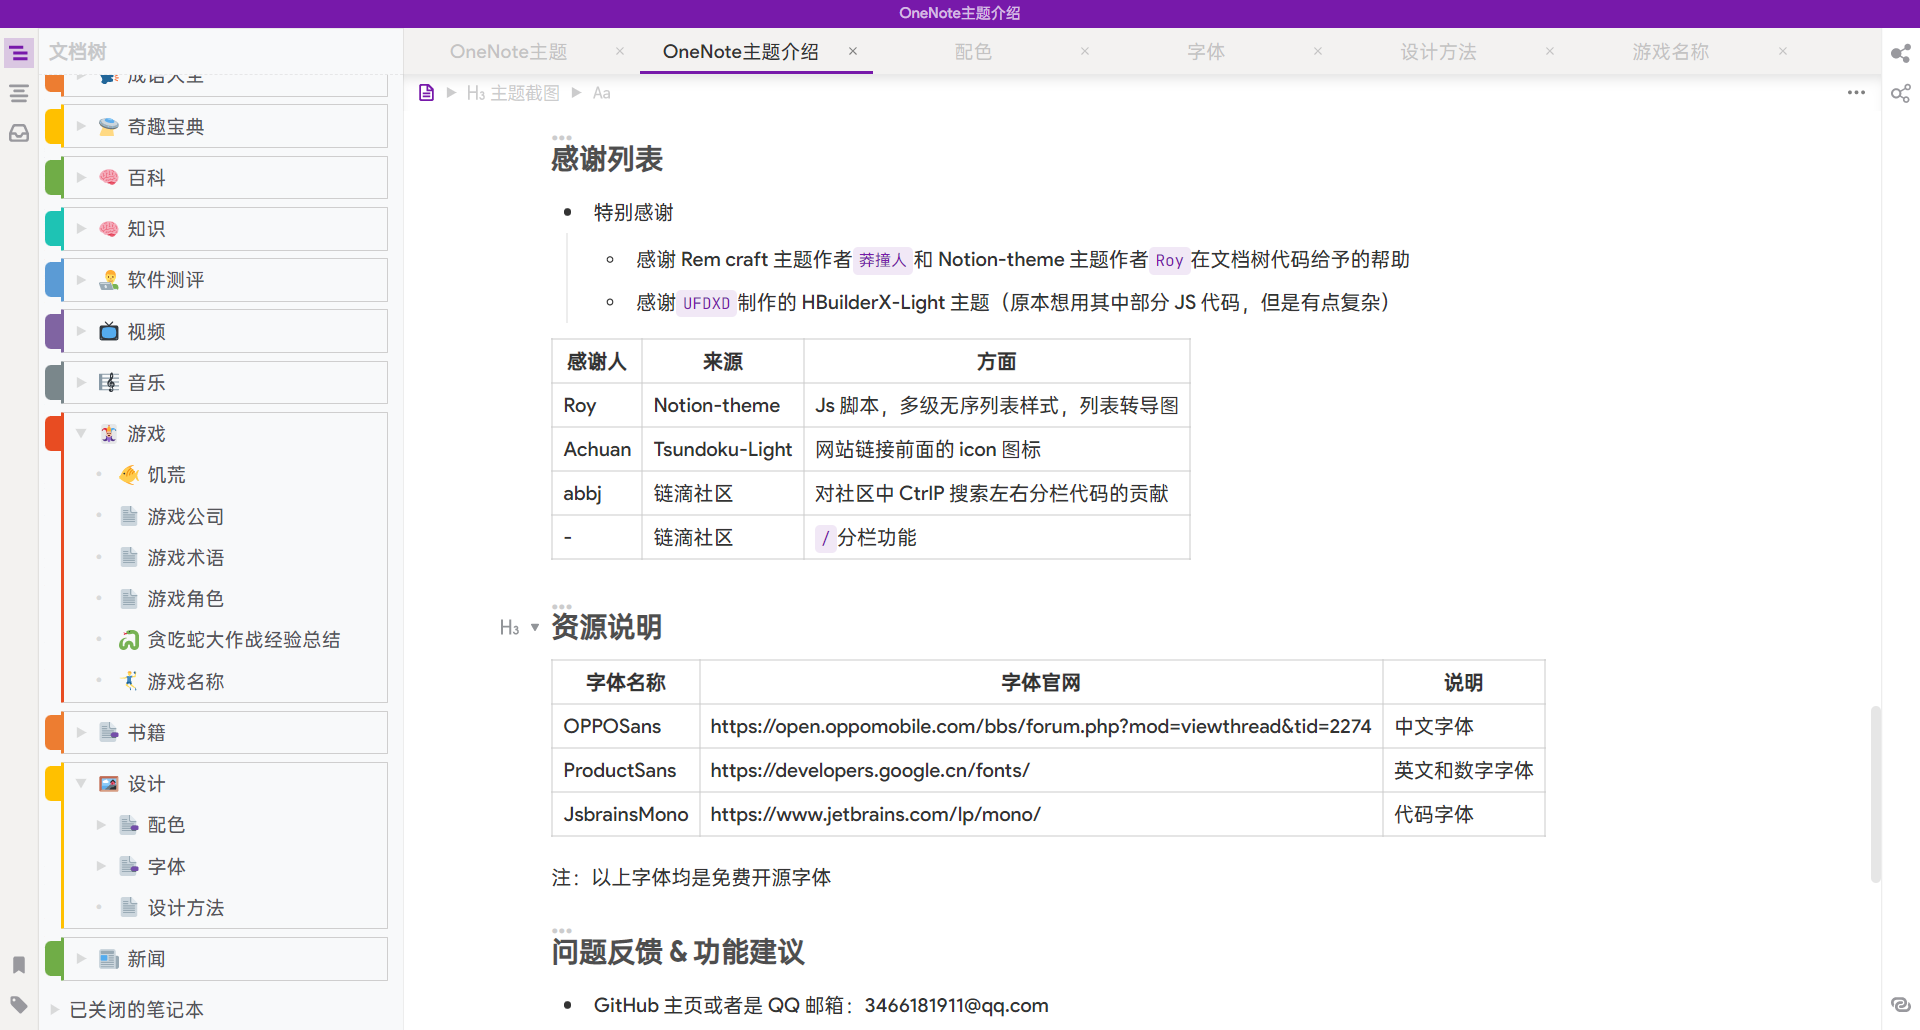 OneNote主题介绍
文档树
成语大全
奇趣宝典
百科
知识
软件测评
视频
音乐
游戏
饥荒
游戏公司
游戏术语
游戏角色
贪吃蛇大作战经验总结
游戏名称
书籍
设计
配色
字体
设计方法
新闻
已关闭的笔记本
OneNote主题 × OneNote主题介绍 × 配色 × 字体 × 设计方法 × 游戏名称 ×
H3 主题截图 Aa
感谢列表
特别感谢
感谢 Rem craft 主题作者 莽撞人 和 Notion-theme 主题作者 Roy 在文档树代码给予的帮助
感谢 UFDXD 制作的 HBuilderX-Light 主题（原本想用其中部分 JS 代码，但是有点复杂）
感谢人 来源 方面
Roy Notion-theme Js 脚本，多级无序列表样式，列表转导图
Achuan Tsundoku-Light 网站链接前面的 icon 图标
abbj 链滴社区 对社区中 CtrlP 搜索左右分栏代码的贡献
- 链滴社区 / 分栏功能
H3 资源说明
字体名称 字体官网 说明
OPPOSans https://open.oppomobile.com/bbs/forum.php?mod=viewthread&tid=2274 中文字体
ProductSans https://developers.google.cn/fonts/ 英文和数字字体
JsbrainsMono https://www.jetbrains.com/lp/mono/ 代码字体
注：以上字体均是免费开源字体
问题反馈 & 功能建议
GitHub 主页或者是 QQ 邮箱：3466181911@qq.com